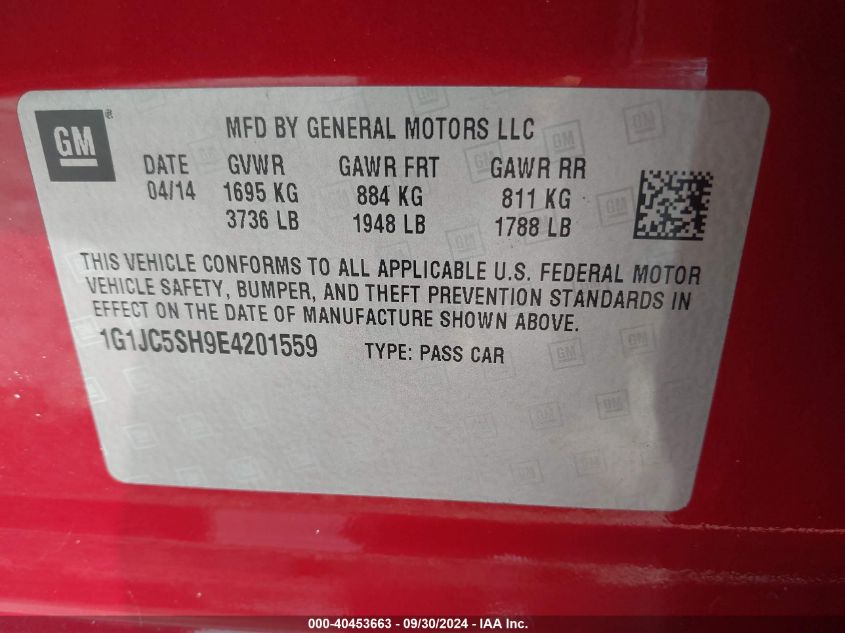 GM ®
MFD BY GENERAL MOTORS LLC
DATE GVWR GAWR FRT GAWR RR
04/14 1695 KG 884 KG 811 KG
3736 LB 1948 LB 1788 LB
THIS VEHICLE CONFORMS TO ALL APPLICABLE U.S. FEDERAL MOTOR
VEHICLE SAFETY, BUMPER, AND THEFT PREVENTION STANDARDS IN
EFFECT ON THE DATE OF MANUFACTURE SHOWN ABOVE.
1G1JC5SH9E4201559 TYPE: PASS CAR
000-40453663 - 09/30/2024 - IAA Inc.